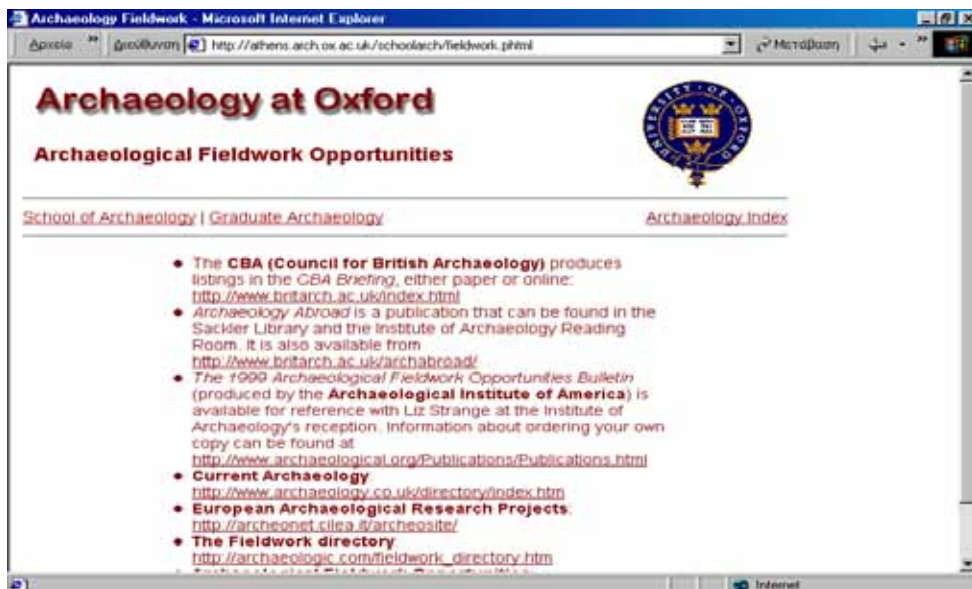 Archaeology Fieldwork - Microsoft Internet Explorer
Αρχείο » Διεύθυνση http://athens.arch.ox.ac.uk/schoolarch/fieldwork.phtml Μετάβαση »
Archaeology at Oxford
UNIVERSITY OF OXFORD
Archaeological Fieldwork Opportunities
School of Archaeology | Graduate Archaeology Archaeology Index
• The CBA (Council for British Archaeology) produces
listings in the CBA Briefing, either paper or online:
http://www.britarch.ac.uk/index.html
• Archaeology Abroad is a publication that can be found in the
Sackler Library and the Institute of Archaeology Reading
Room. It is also available from
http://www.britarch.ac.uk/archabroad/
• The 1999 Archaeological Fieldwork Opportunities Bulletin
(produced by the Archaeological Institute of America) is
available for reference with Liz Strange at the Institute of
Archaeology's reception. Information about ordering your own
copy can be found at
http://www.archaeological.org/Publications/Publications.html
• Current Archaeology:
http://www.archaeology.co.uk/directory/index.htm
• European Archaeological Research Projects:
http://archeonet.cilea.it/archeosite/
• The Fieldwork directory:
http://archaeologic.com/fieldwork_directory.htm
Internet